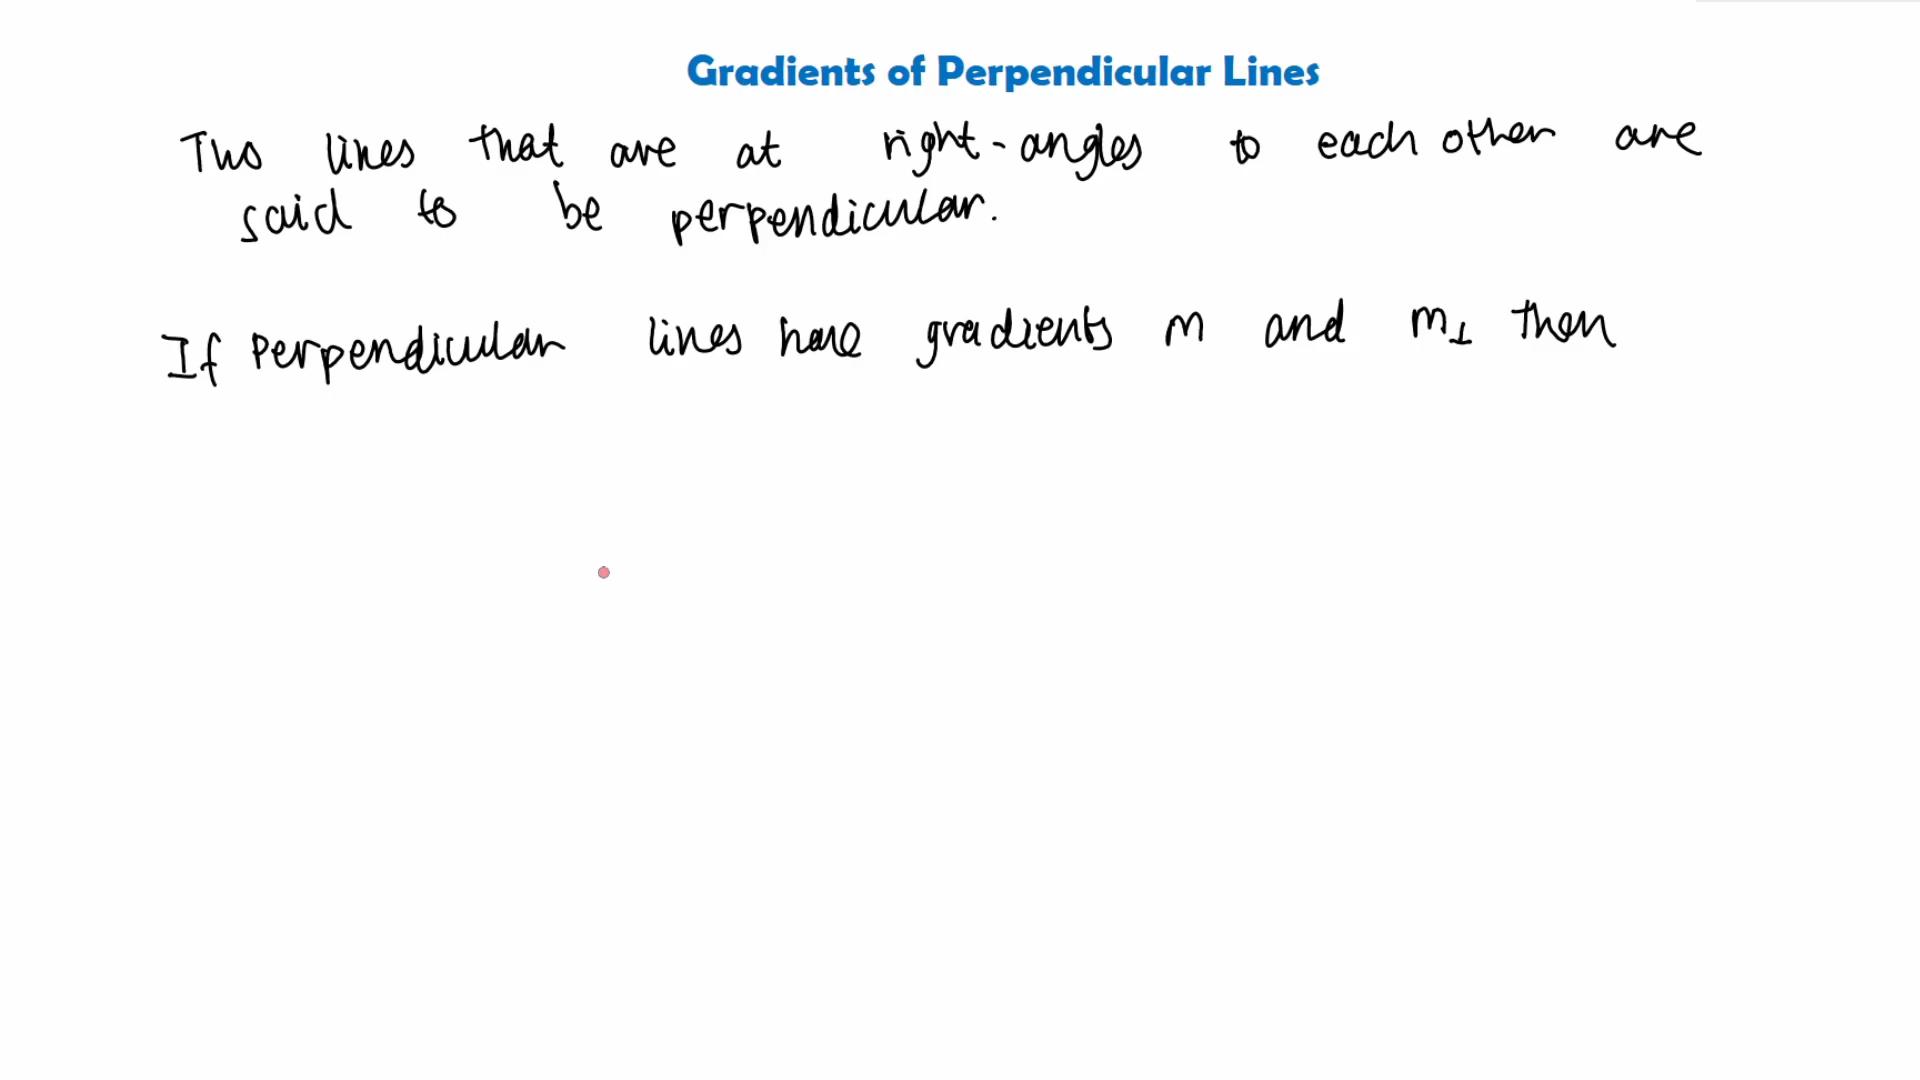 Gradients of Perpendicular Lines
Two lines that are at right-angles to each other are
said to be perpendicular.
If Perpendicular lines have gradients m and m⊥ then